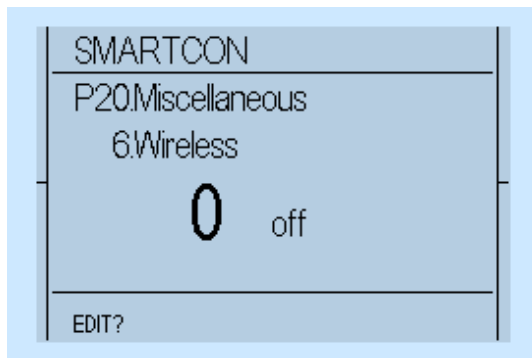 SMARTCON
P20.Miscellaneous
6.Wireless
0 off
EDIT?